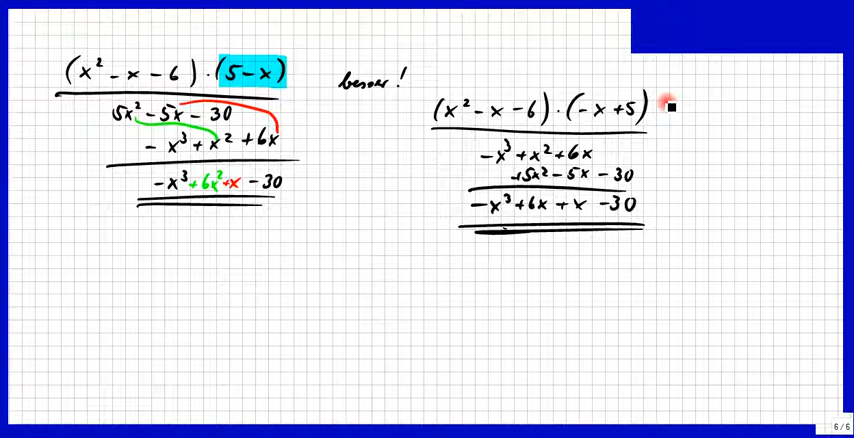 (x² - x - 6) · (5 - x)
5x² - 5x - 30
- x³ + x² + 6x
-x³ +6x² +x - 30
besser!
(x² - x - 6) · (-x + 5)
-x³ + x² + 6x
+5x² - 5x - 30
-x³ + 6x + x - 30
6/6